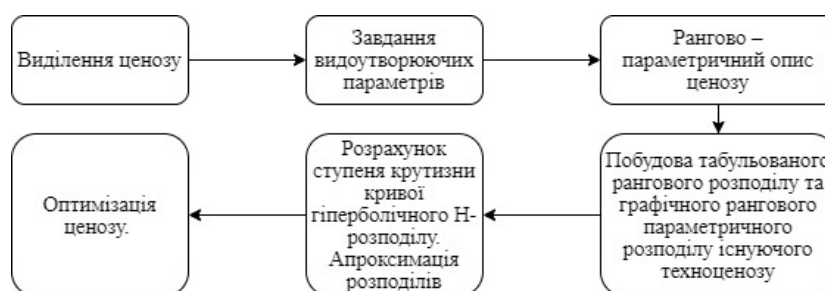 Виділення ценозу
Завдання
видоутворюючих
параметрів
Рангово –
параметричний опис
ценозу
Побудова табульованого
рангового розподілу та
графічного рангового
параметричного
розподілу існуючого
техноценозу
Розрахунок
ступеня крутизни
кривої
гіперболічного Н-
розподілу.
Апроксимація
розподілів
Оптимізація
ценозу.